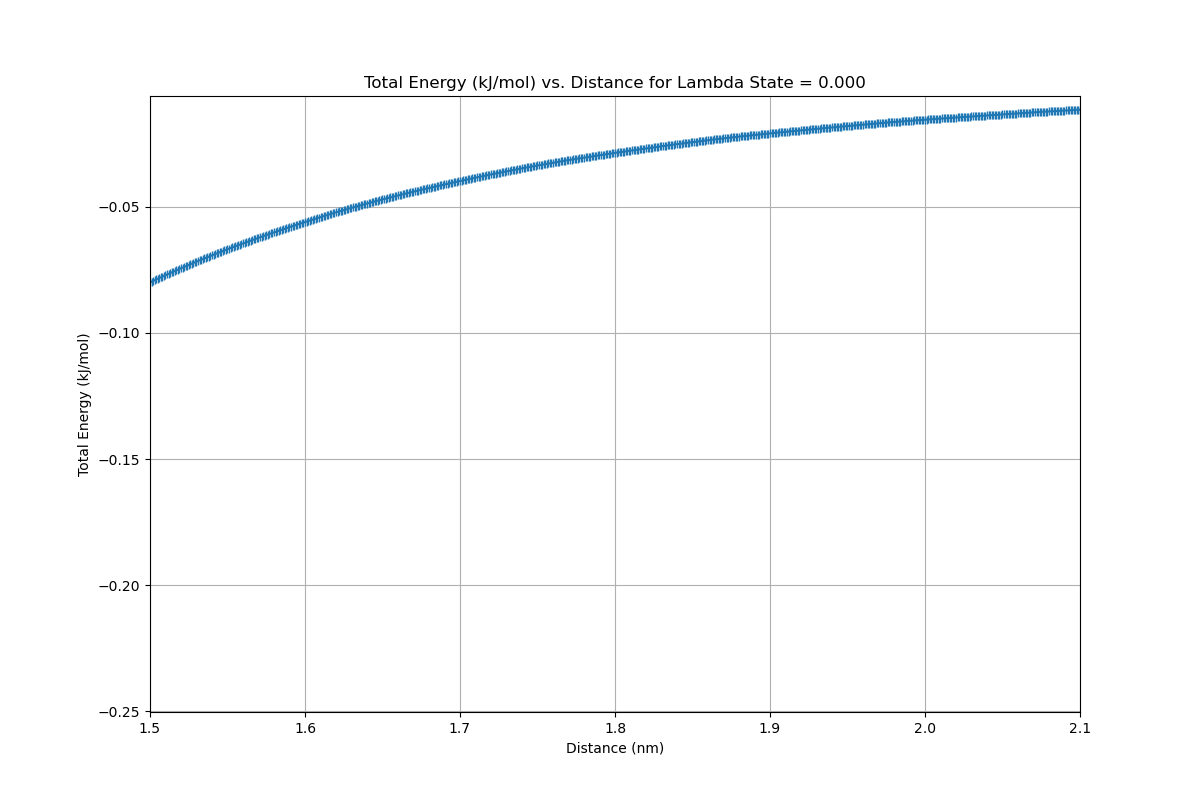 Total Energy (kJ/mol) vs. Distance for Lambda State = 0.000
Total Energy (kJ/mol)
−0.05
−0.10
−0.15
−0.20
−0.25
1.5 1.6 1.7 1.8 1.9 2.0 2.1
Distance (nm)